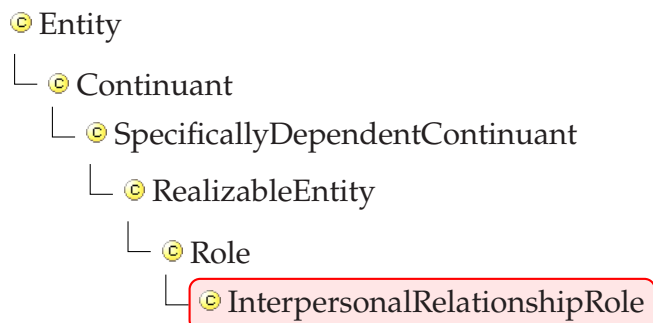 Entity
Continuant
SpecificallyDependentContinuant
RealizableEntity
Role
InterpersonalRelationshipRole